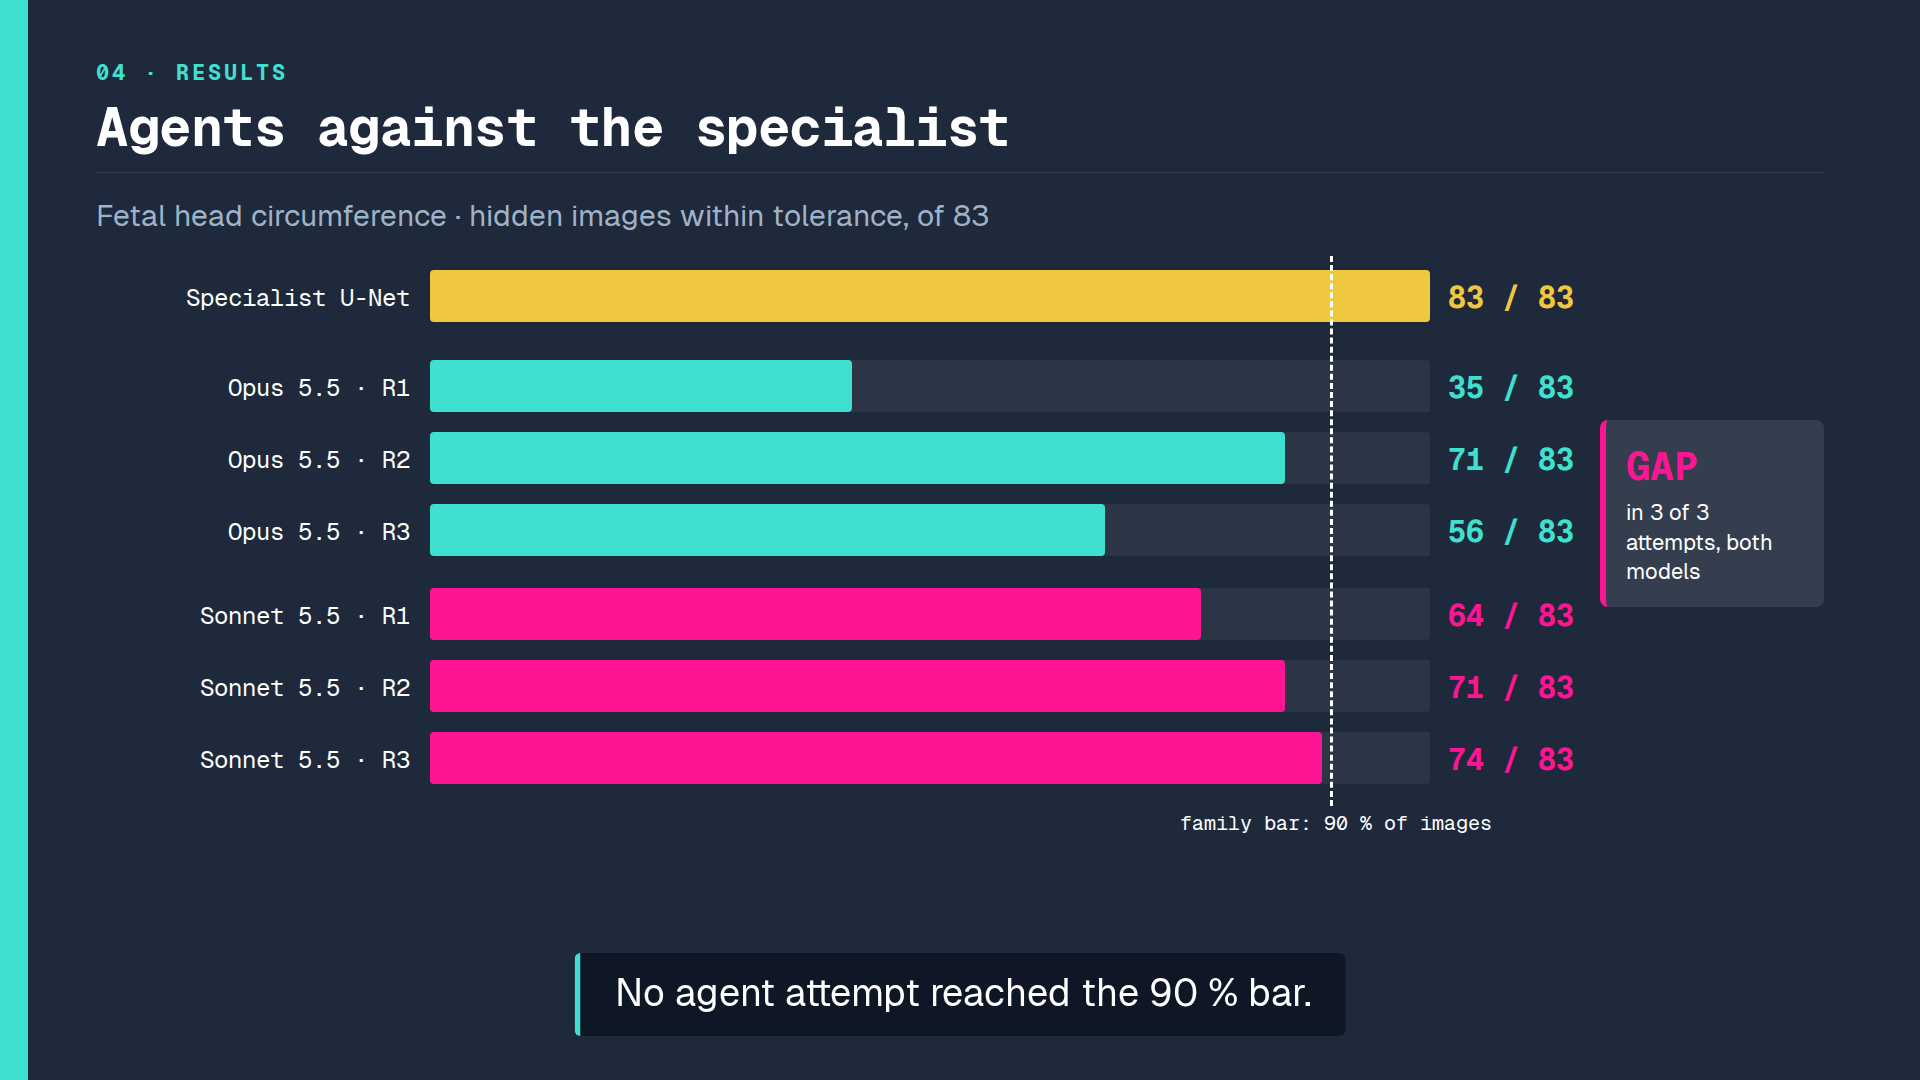 04 · RESULTS
Agents against the specialist
Fetal head circumference · hidden images within tolerance, of 83
Specialist U-Net 83 / 83
Opus 5.5 · R1 35 / 83
Opus 5.5 · R2 71 / 83
Opus 5.5 · R3 56 / 83
Sonnet 5.5 · R1 64 / 83
Sonnet 5.5 · R2 71 / 83
Sonnet 5.5 · R3 74 / 83
GAP
in 3 of 3
attempts, both
models
family bar: 90 % of images
No agent attempt reached the 90 % bar.